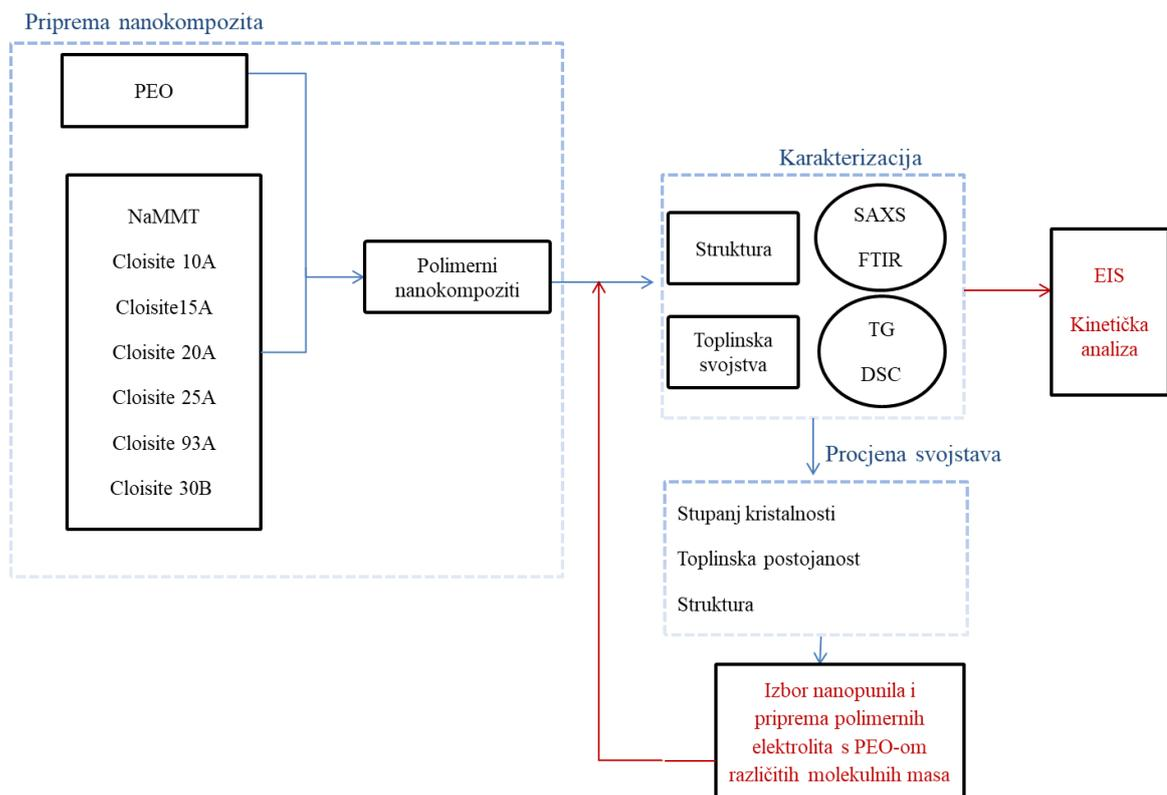 Priprema nanokompozita
PEO
NaMMT
Cloisite 10A
Cloisite15A
Cloisite 20A
Cloisite 25A
Cloisite 93A
Cloisite 30B
Polimerni
nanokompoziti
Karakterizacija
Struktura
SAXS
FTIR
Toplinska
svojstva
TG
DSC
EIS
Kinetička
analiza
Procjena svojstava
Stupanj kristalnosti
Toplinska postojanost
Struktura
Izbor nanopunila i
priprema polimernih
elektrolita s PEO-om
različitih molekulnih masa